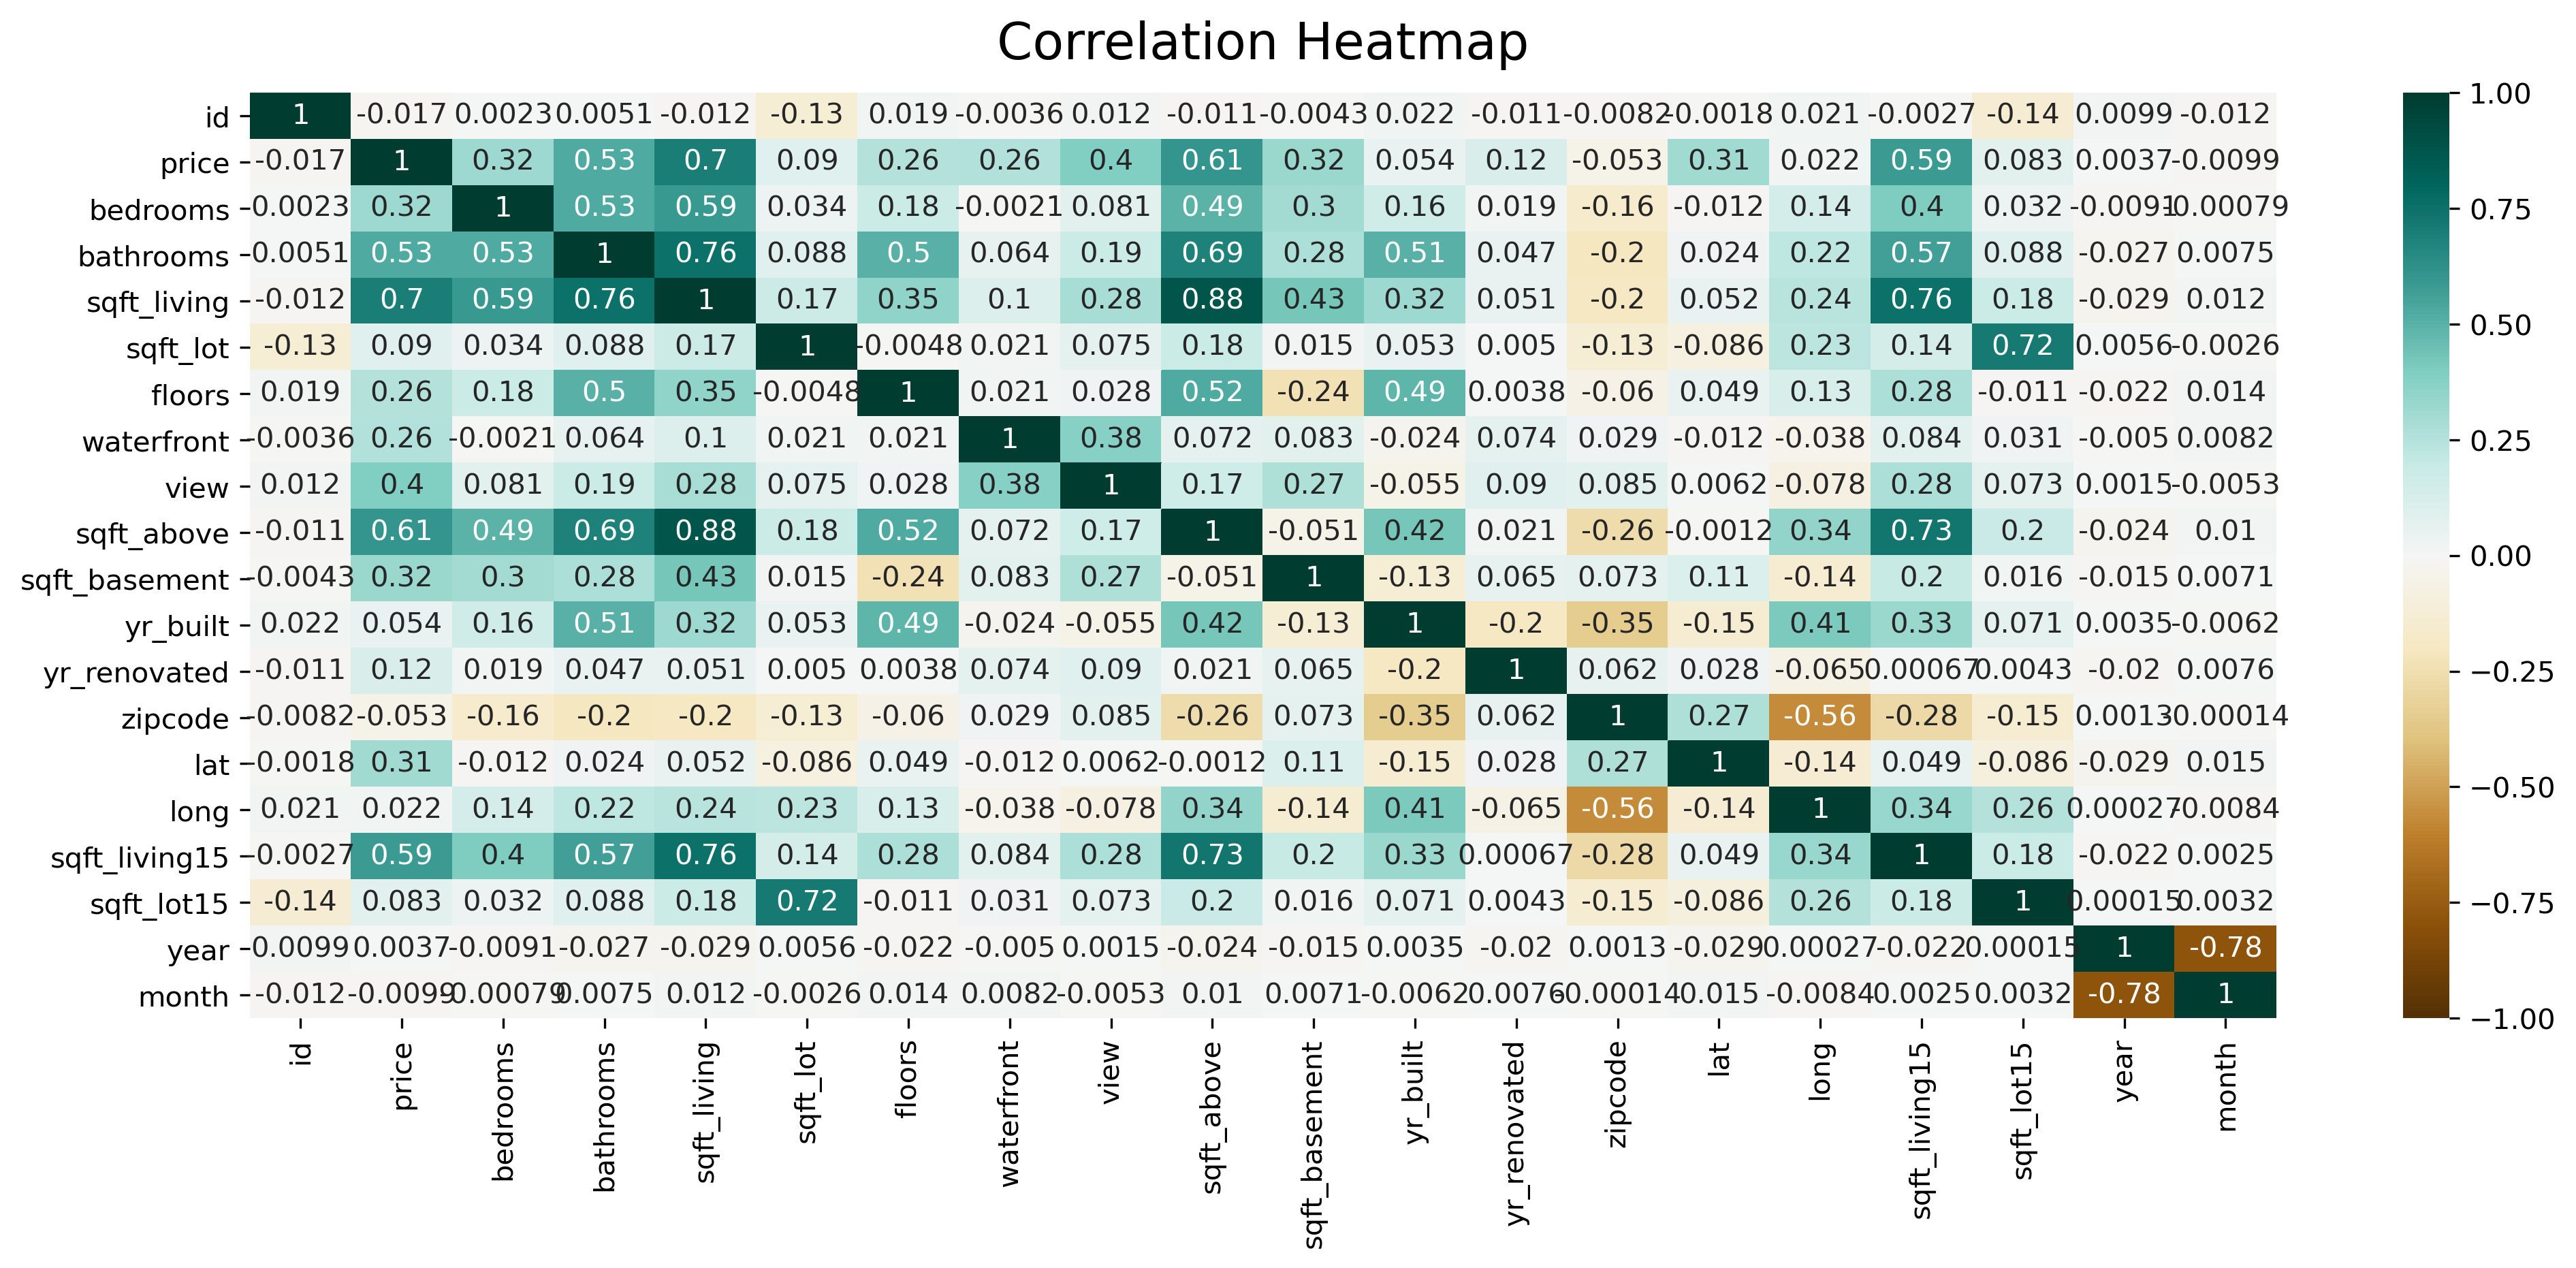 Correlation Heatmap
id 1 -0.017 0.0023 0.0051 -0.012 -0.13 0.019 -0.0036 0.012 -0.011 -0.0043 0.022 -0.011 -0.0082 -0.0018 0.021 -0.0027 -0.14 0.0099 -0.012
price -0.017 1 0.32 0.53 0.7 0.09 0.26 0.26 0.4 0.61 0.32 0.054 0.12 -0.053 0.31 0.022 0.59 0.083 0.0037 -0.0099
bedrooms 0.0023 0.32 1 0.53 0.59 0.034 0.18 -0.0021 0.081 0.49 0.3 0.16 0.019 -0.16 -0.012 0.14 0.4 0.032 -0.0091 -0.00079
bathrooms 0.0051 0.53 0.53 1 0.76 0.088 0.5 0.064 0.19 0.69 0.28 0.51 0.047 -0.2 0.024 0.22 0.57 0.088 -0.027 0.0075
sqft_living -0.012 0.7 0.59 0.76 1 0.17 0.35 0.1 0.28 0.88 0.43 0.32 0.051 -0.2 0.052 0.24 0.76 0.18 -0.029 0.012
sqft_lot -0.13 0.09 0.034 0.088 0.17 1 -0.0048 0.021 0.075 0.18 0.015 0.053 0.005 -0.13 -0.086 0.23 0.14 0.72 0.0056 -0.0026
floors 0.019 0.26 0.18 0.5 0.35 -0.0048 1 0.021 0.028 0.52 -0.24 0.49 0.0038 -0.06 0.049 0.13 0.28 -0.011 -0.022 0.014
waterfront -0.0036 0.26 -0.0021 0.064 0.1 0.021 0.021 1 0.38 0.072 0.083 -0.024 0.074 0.029 -0.012 -0.038 0.084 0.031 -0.005 0.0082
view 0.012 0.4 0.081 0.19 0.28 0.075 0.028 0.38 1 0.17 0.27 -0.055 0.09 0.085 0.0062 -0.078 0.28 0.073 0.0015 -0.0053
sqft_above -0.011 0.61 0.49 0.69 0.88 0.18 0.52 0.072 0.17 1 -0.051 0.42 0.021 -0.26 -0.0012 0.34 0.73 0.2 -0.024 0.01
sqft_basement -0.0043 0.32 0.3 0.28 0.43 0.015 -0.24 0.083 0.27 -0.051 1 -0.13 0.065 0.073 0.11 -0.14 0.2 0.016 -0.015 0.0071
yr_built 0.022 0.054 0.16 0.51 0.32 0.053 0.49 -0.024 -0.055 0.42 -0.13 1 -0.2 -0.35 -0.15 0.41 0.33 0.071 0.0035 -0.0062
yr_renovated -0.011 0.12 0.019 0.047 0.051 0.005 0.0038 0.074 0.09 0.021 0.065 -0.2 1 0.062 0.028 -0.065 0.00067 0.0043 -0.02 0.0076
zipcode -0.0082 -0.053 -0.16 -0.2 -0.2 -0.13 -0.06 0.029 0.085 -0.26 0.073 -0.35 0.062 1 0.27 -0.56 -0.28 -0.15 0.0013 -0.00014
lat -0.0018 0.31 -0.012 0.024 0.052 -0.086 0.049 -0.012 0.0062 -0.0012 0.11 -0.15 0.028 0.27 1 -0.14 0.049 -0.086 -0.029 0.015
long 0.021 0.022 0.14 0.22 0.24 0.23 0.13 -0.038 -0.078 0.34 -0.14 0.41 -0.065 -0.56 -0.14 1 0.34 0.26 0.00027 -0.0084
sqft_living15 -0.0027 0.59 0.4 0.57 0.76 0.14 0.28 0.084 0.28 0.73 0.2 0.33 0.00067 -0.28 0.049 0.34 1 0.18 -0.022 0.0025
sqft_lot15 -0.14 0.083 0.032 0.088 0.18 0.72 -0.011 0.031 0.073 0.2 0.016 0.071 0.0043 -0.15 -0.086 0.26 0.18 1 0.00015 0.0032
year 0.0099 0.0037 -0.0091 -0.027 -0.029 0.0056 -0.022 -0.005 0.0015 -0.024 -0.015 0.0035 -0.02 0.0013 -0.029 0.00027 -0.022 0.00015 1 -0.78
month -0.012 -0.0099 -0.00079 0.0075 0.012 -0.0026 0.014 0.0082 -0.0053 0.01 0.0071 -0.0062 0.0076 -0.00014 0.015 -0.0084 0.0025 0.0032 -0.78 1
id price bedrooms bathrooms sqft_living sqft_lot floors waterfront view sqft_above sqft_basement yr_built yr_renovated zipcode lat long sqft_living15 sqft_lot15 year month
1.00
0.75
0.50
0.25
0.00
−0.25
−0.50
−0.75
−1.00